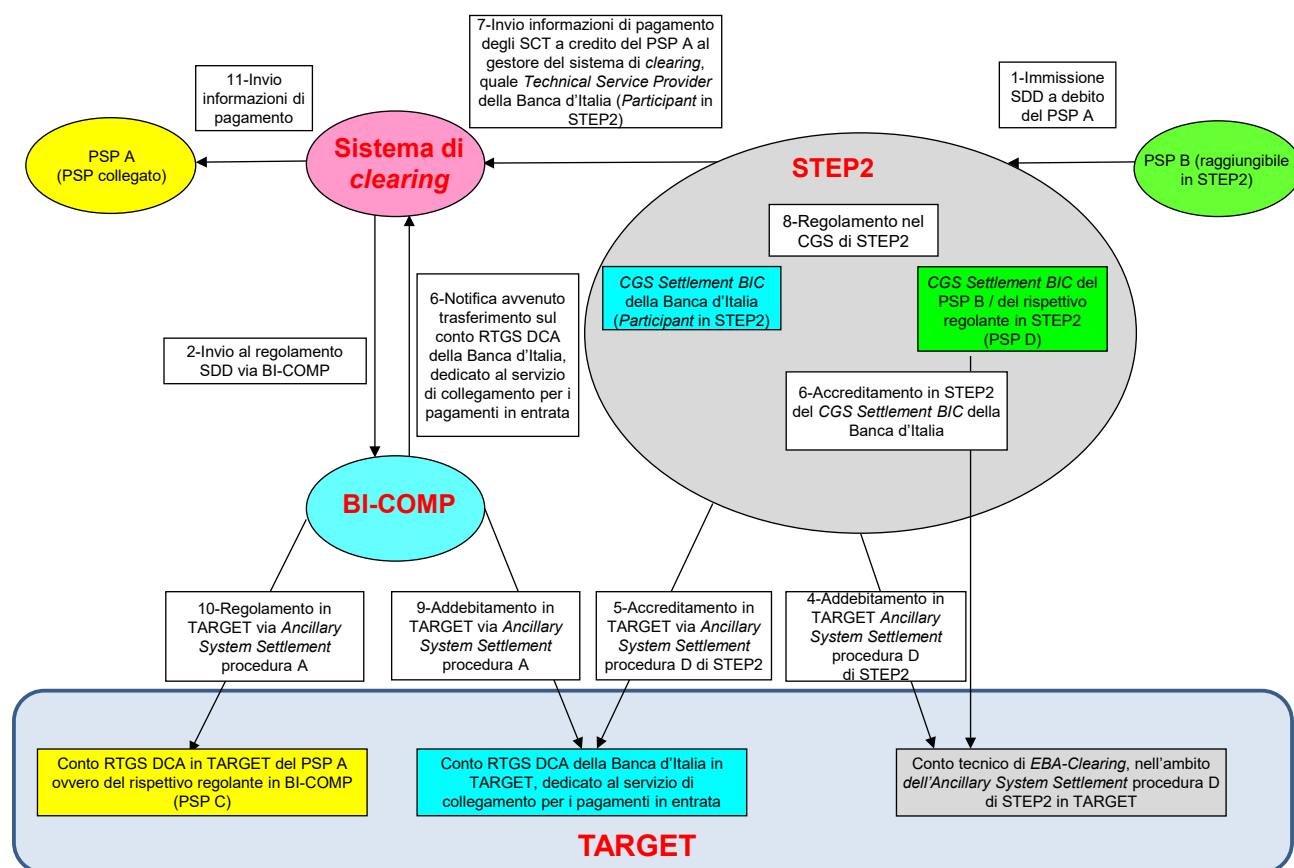 7-Invio informazioni di pagamento
degli SCT a credito del PSP A al
gestore del sistema di clearing,
quale Technical Service Provider
della Banca d'Italia (Participant in
STEP2)
11-Invio
informazioni di
pagamento
1-Immissione
SDD a debito
del PSP A
PSP A
(PSP collegato)
Sistema di
clearing
STEP2
PSP B (raggiungibile
in STEP2)
8-Regolamento nel
CGS di STEP2
CGS Settlement BIC
della Banca d'Italia
(Participant in STEP2)
CGS Settlement BIC del
PSP B / del rispettivo
regolante in STEP2
(PSP D)
6-Notifica avvenuto
trasferimento sul
conto RTGS DCA
della Banca d'Italia,
dedicato al servizio
di collegamento per i
pagamenti in entrata
2-Invio al regolamento
SDD via BI-COMP
6-Accreditamento in STEP2
del CGS Settlement BIC della
Banca d'Italia
BI-COMP
10-Regolamento in
TARGET via Ancillary
System Settlement
procedura A
9-Addebitamento in
TARGET via Ancillary
System Settlement
procedura A
5-Accreditamento in
TARGET via Ancillary
System Settlement
procedura D di STEP2
4-Addebitamento in
TARGET Ancillary
System Settlement
procedura D
di STEP2
Conto RTGS DCA in TARGET del PSP A
ovvero del rispettivo regolante in BI-COMP
(PSP C)
Conto RTGS DCA della Banca d'Italia in
TARGET, dedicato al servizio di
collegamento per i pagamenti in entrata
Conto tecnico di EBA-Clearing, nell'ambito
dell'Ancillary System Settlement procedura D
di STEP2 in TARGET
TARGET